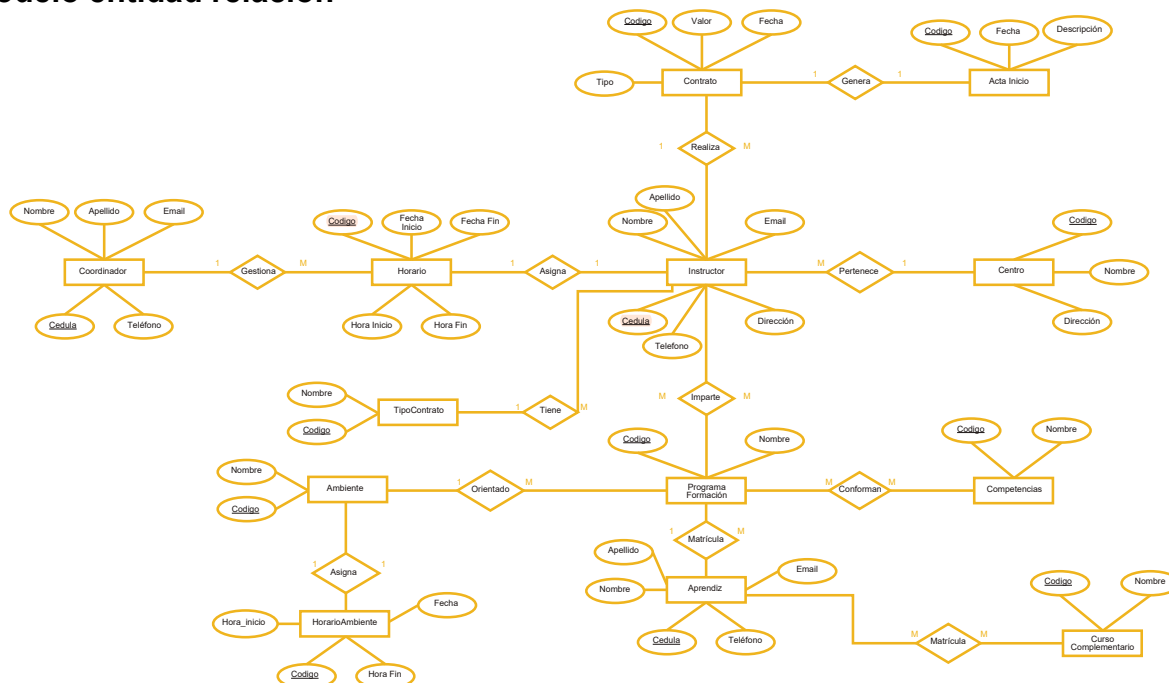 Codigo
Valor
Fecha
Codigo
Fecha
Descripción
Tipo
Contrato
1
Genera
1
Acta Inicio
1
Realiza
M
Nombre
Apellido
Email
Codigo
Fecha
Inicio
Fecha Fin
Apellido
Nombre
Email
Codigo
Coordinador
1
Gestiona
M
Horario
1
Asigna
1
Instructor
M
Pertenece
1
Centro
Nombre
Cedula
Teléfono
Hora Inicio
Hora Fin
Cedula
Telefono
Dirección
Dirección
Nombre
Codigo
TipoContrato
1
Tiene
M
M
Imparte
M
Codigo
Nombre
Codigo
Nombre
Nombre
Codigo
Ambiente
1
Orientado
M
Programa
Formación
M
Conforman
M
Competencias
1
Matrícula
M
1
Asigna
1
Apellido
Nombre
Aprendiz
Email
Cedula
Teléfono
Codigo
Nombre
Hora_inicio
HorarioAmbiente
Fecha
Codigo
Hora Fin
M
Matrícula
M
Curso
Complementario